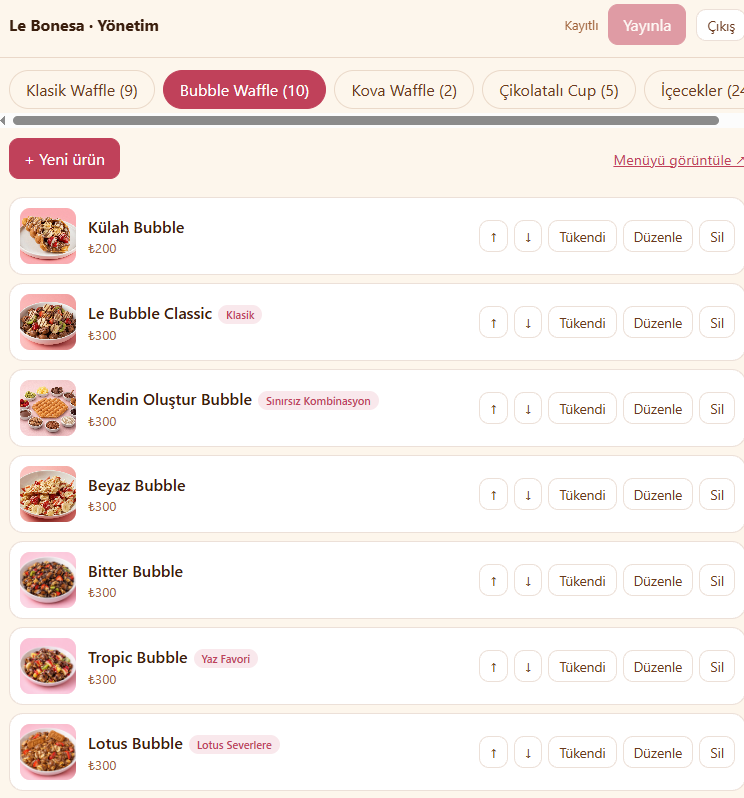 Le Bonesa · Yönetim
Kayıtlı
Yayınla
Çıkış
Klasik Waffle (9)
Bubble Waffle (10)
Kova Waffle (2)
Çikolatalı Cup (5)
İçecekler (24
+ Yeni ürün
Menüyü görüntüle ↗
Külah Bubble
₺200
↑ ↓ Tükendi Düzenle Sil
Le Bubble Classic Klasik
₺300
↑ ↓ Tükendi Düzenle Sil
Kendin Oluştur Bubble Sınırsız Kombinasyon
₺300
↑ ↓ Tükendi Düzenle Sil
Beyaz Bubble
₺300
↑ ↓ Tükendi Düzenle Sil
Bitter Bubble
₺300
↑ ↓ Tükendi Düzenle Sil
Tropic Bubble Yaz Favori
₺300
↑ ↓ Tükendi Düzenle Sil
Lotus Bubble Lotus Severlere
₺300
↑ ↓ Tükendi Düzenle Sil